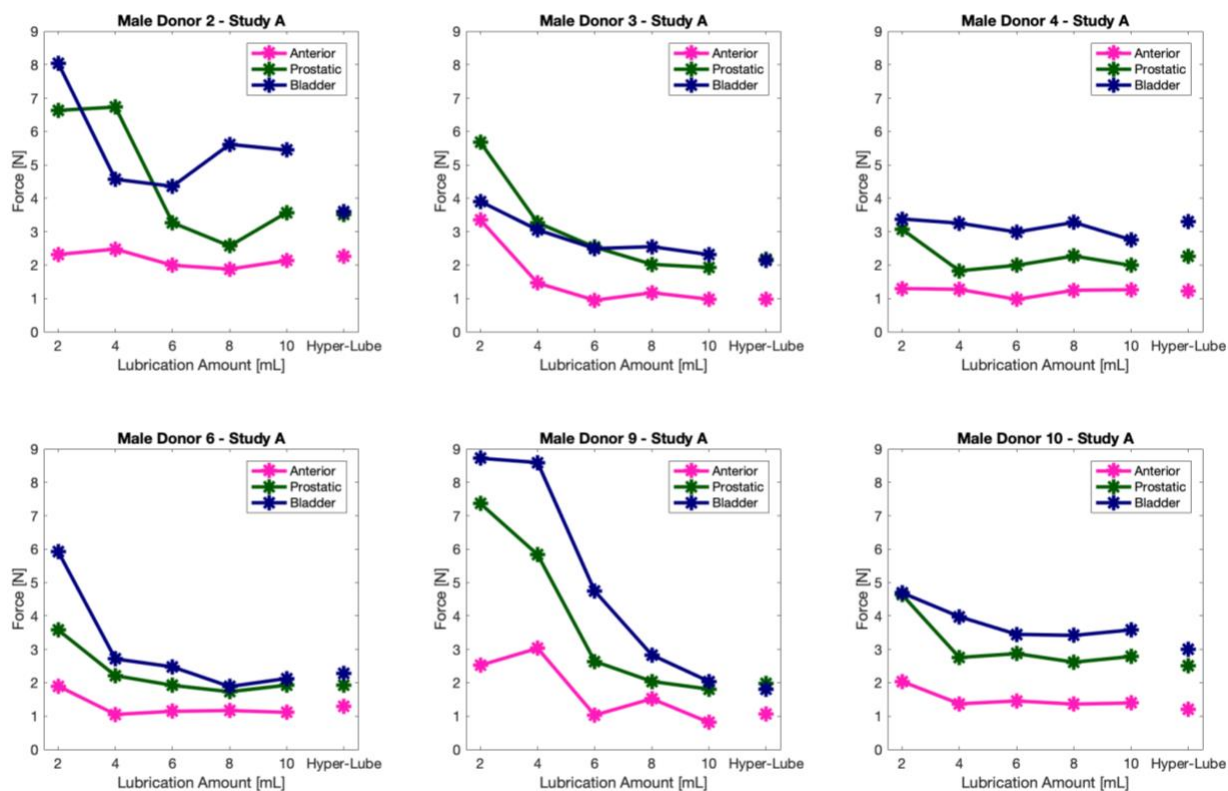 Male Donor 2 - Study A
Anterior
Prostatic
Bladder
Force [N]
9
8
7
6
5
4
3
2
1
0
2 4 6 8 10 Hyper-Lube
Lubrication Amount [mL]
Male Donor 3 - Study A
Anterior
Prostatic
Bladder
Force [N]
9
8
7
6
5
4
3
2
1
0
2 4 6 8 10 Hyper-Lube
Lubrication Amount [mL]
Male Donor 4 - Study A
Anterior
Prostatic
Bladder
Force [N]
9
8
7
6
5
4
3
2
1
0
2 4 6 8 10 Hyper-Lube
Lubrication Amount [mL]
Male Donor 6 - Study A
Anterior
Prostatic
Bladder
Force [N]
9
8
7
6
5
4
3
2
1
0
2 4 6 8 10 Hyper-Lube
Lubrication Amount [mL]
Male Donor 9 - Study A
Anterior
Prostatic
Bladder
Force [N]
9
8
7
6
5
4
3
2
1
0
2 4 6 8 10 Hyper-Lube
Lubrication Amount [mL]
Male Donor 10 - Study A
Anterior
Prostatic
Bladder
Force [N]
9
8
7
6
5
4
3
2
1
0
2 4 6 8 10 Hyper-Lube
Lubrication Amount [mL]